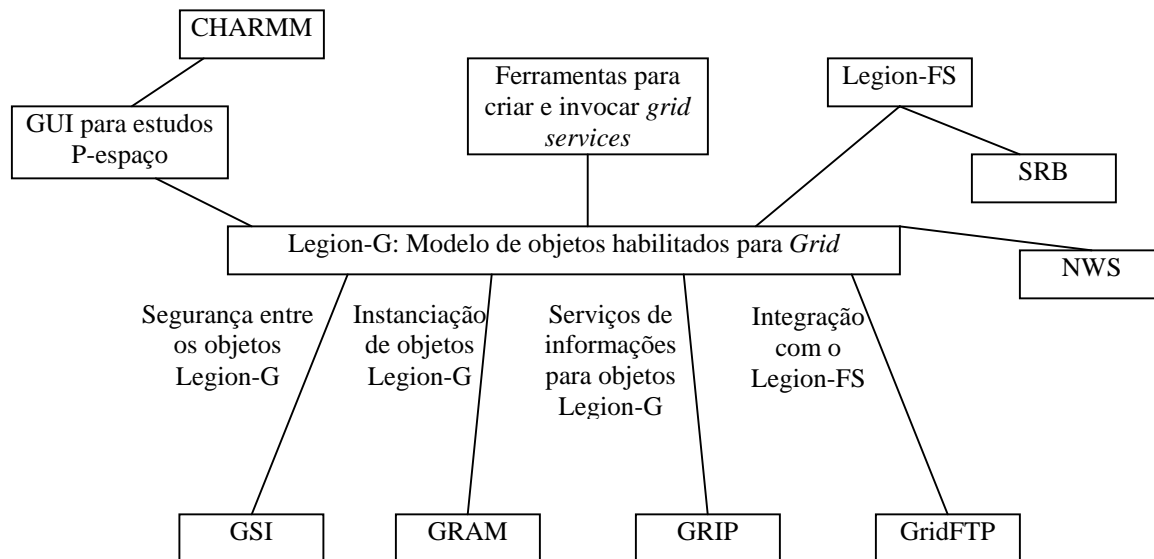 CHARMM
Ferramentas para
criar e invocar grid
services
Legion-FS
GUI para estudos
P-espaço
SRB
Legion-G: Modelo de objetos habilitados para Grid
NWS
Segurança entre
os objetos
Legion-G
Instanciação
de objetos
Legion-G
Serviços de
informações
para objetos
Legion-G
Integração
com o
Legion-FS
GSI
GRAM
GRIP
GridFTP